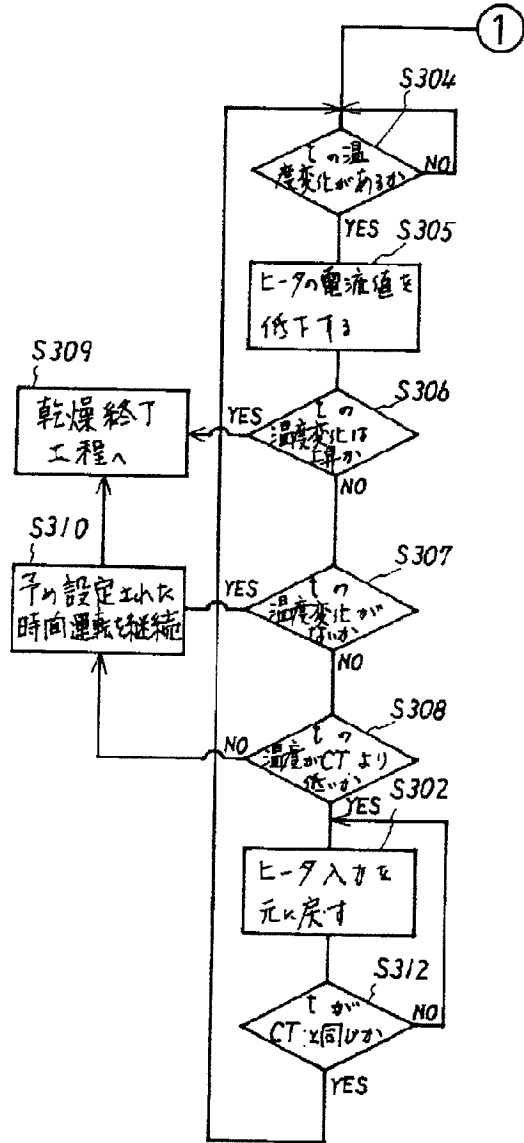 1
S304
tの温
度変化があるか
NO
YES
S305
ヒータの電流値を
低下する
S309
乾燥終了
工程へ
S306
tの
温度変化は
上昇か
YES
NO
S310
予め設定された
時間運転を継続
S307
tの
温度変化が
ないか
YES
NO
S308
tの
温度がCTより
低いか
NO
YES
S302
ヒータ入力を
元に戻す
S312
tが
CTと同じか
NO
YES